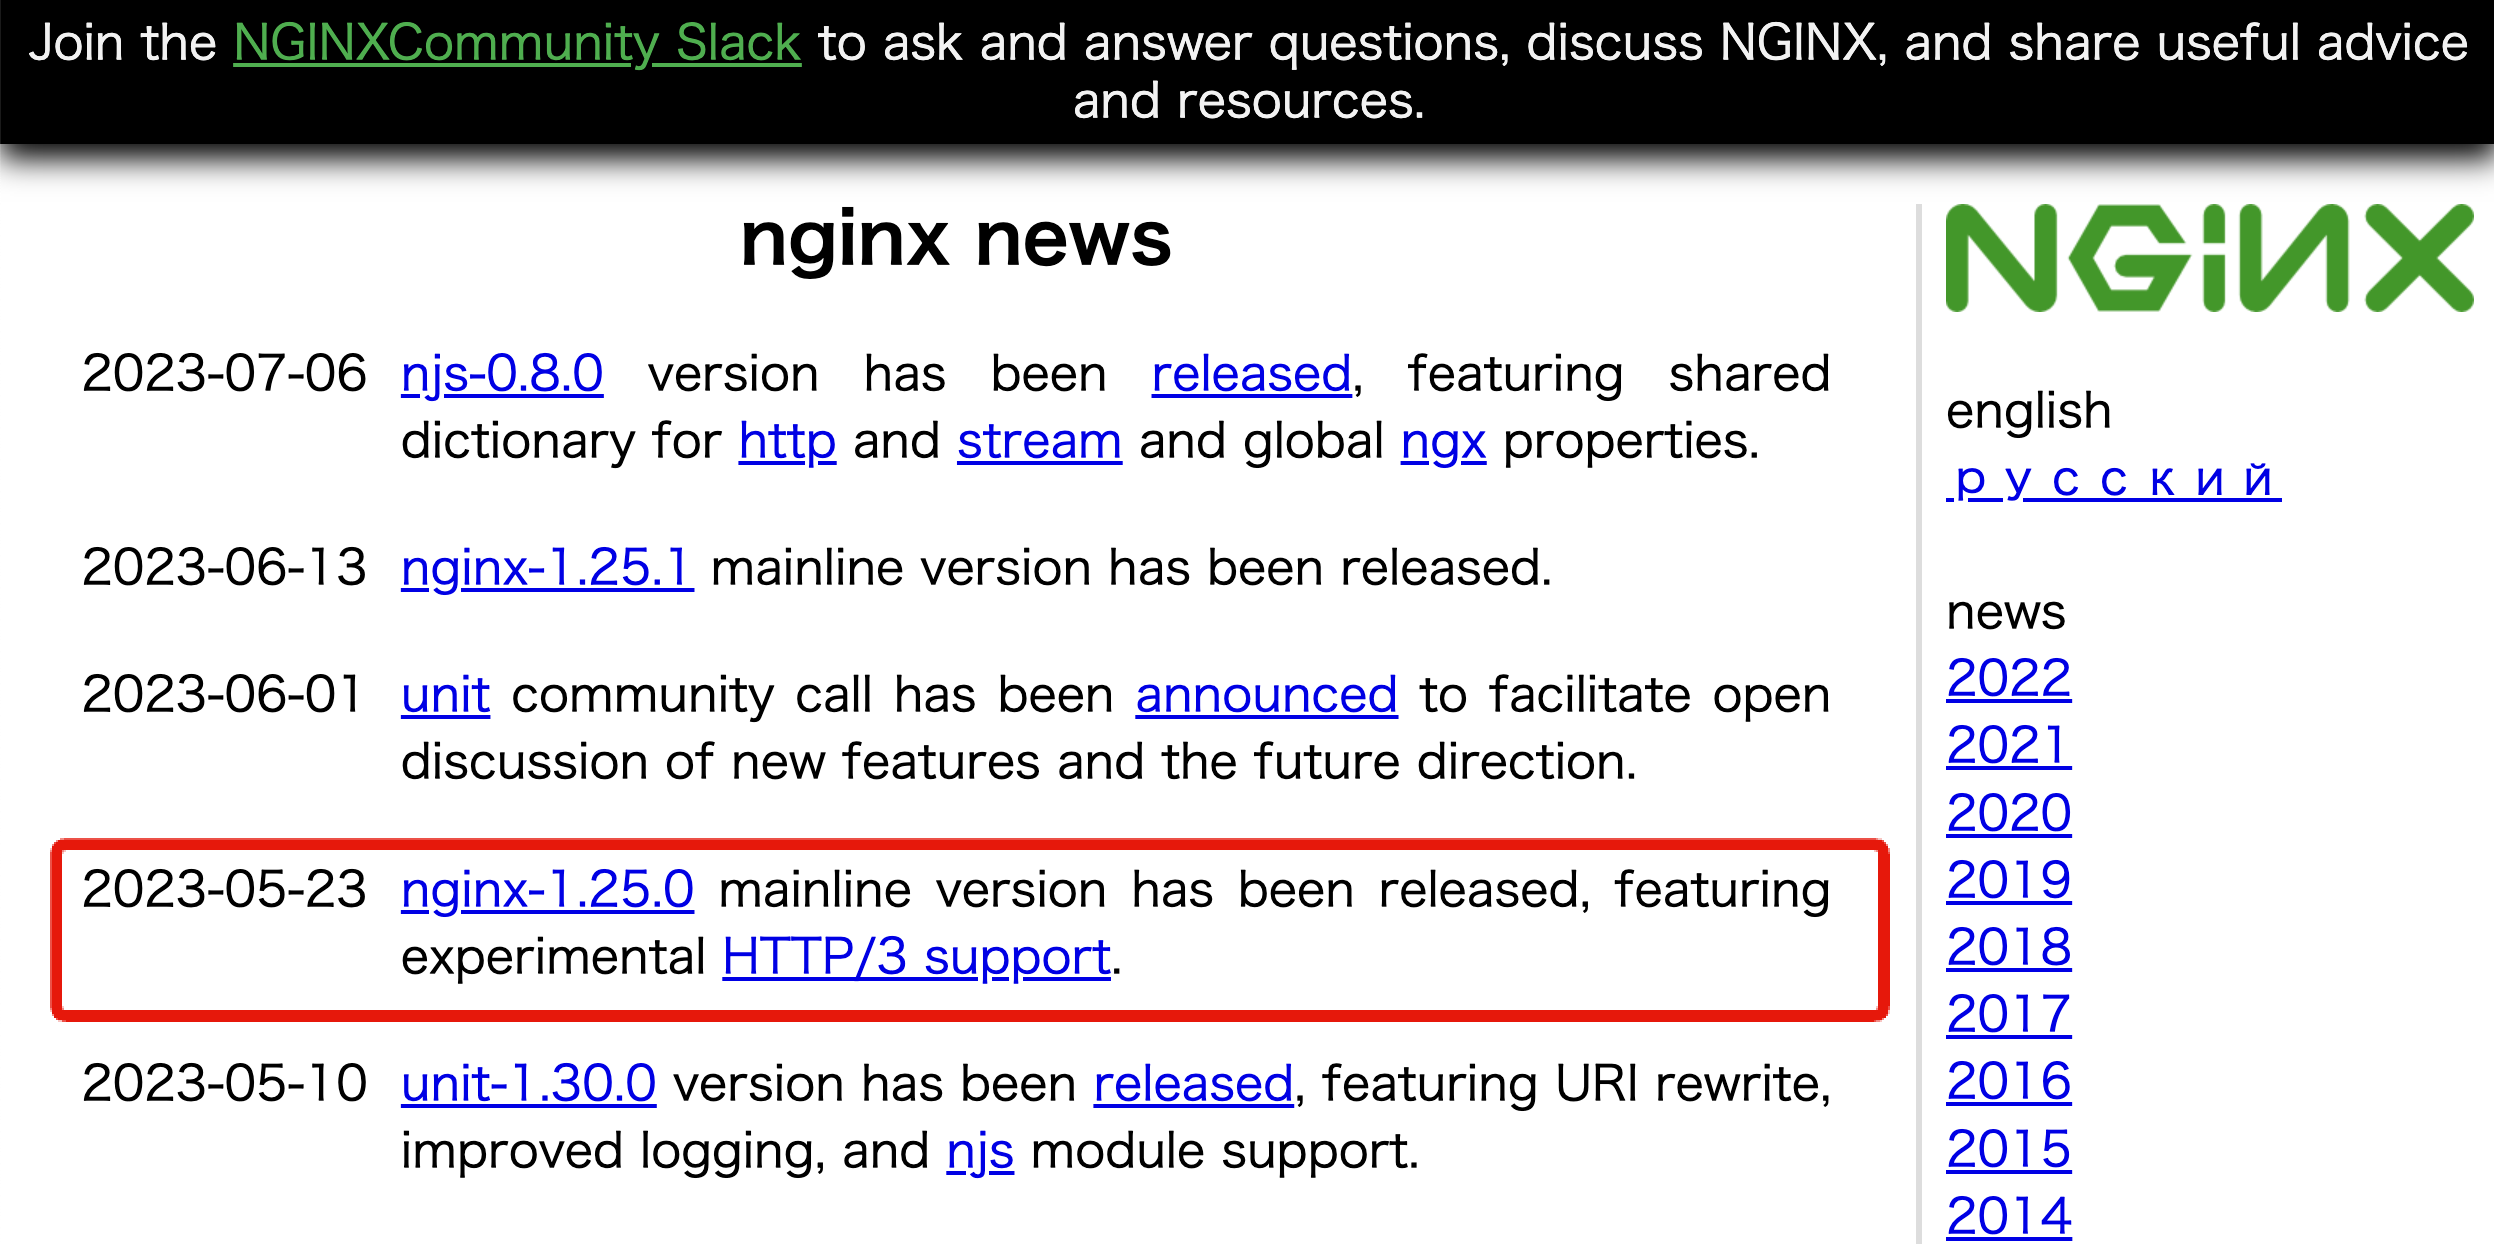 Join the NGINXCommunity Slack to ask and answer questions, discuss NGINX, and share useful advice
and resources.
nginx news
2023-07-06 njs-0.8.0 version has been released, featuring shared
dictionary for http and stream and global ngx properties.
2023-06-13 nginx-1.25.1 mainline version has been released.
2023-06-01 unit community call has been announced to facilitate open
discussion of new features and the future direction.
2023-05-23 nginx-1.25.0 mainline version has been released, featuring
experimental HTTP/3 support.
2023-05-10 unit-1.30.0 version has been released, featuring URI rewrite,
improved logging, and njs module support.
NGiNX
english
русский
news
2022
2021
2020
2019
2018
2017
2016
2015
2014